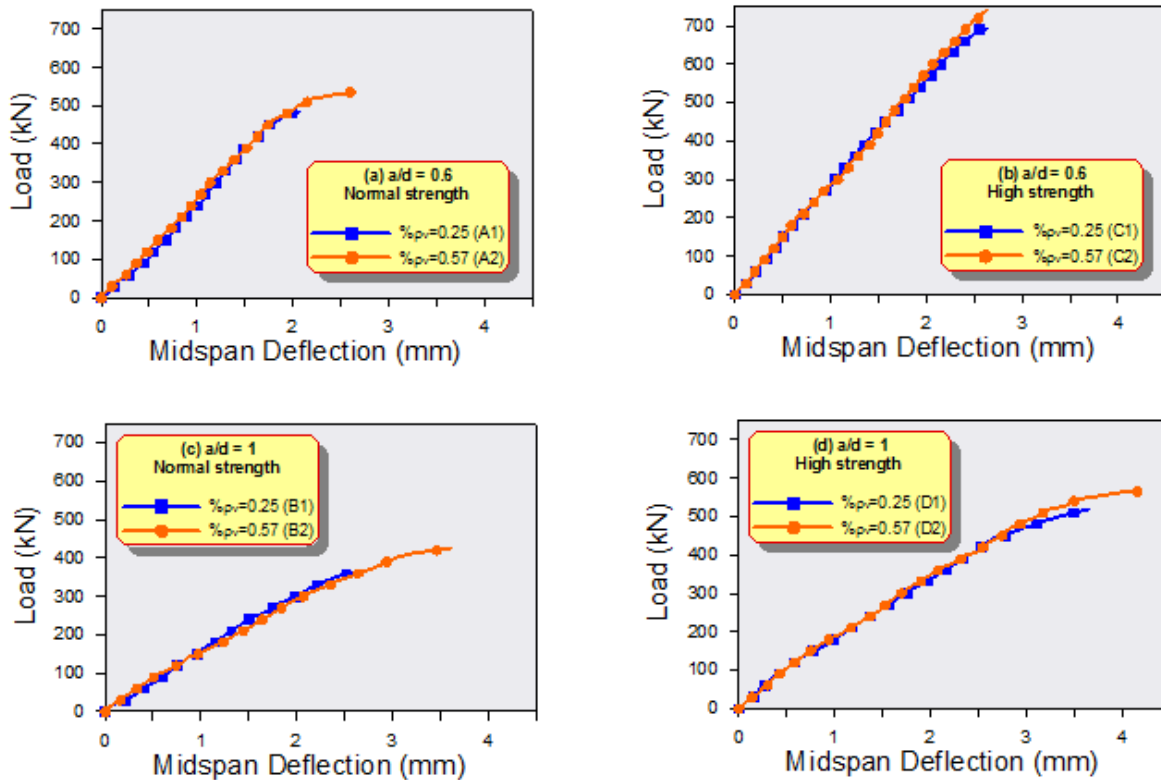 700
600
500
400
300
200
100
0
Load (kN)
(a) a/d = 0.6
Normal strength
%ρv=0.25 (A1)
%ρv=0.57 (A2)
0 1 2 3 4
Midspan Deflection (mm)
700
600
500
400
300
200
100
0
Load (kN)
(b) a/d = 0.6
High strength
%ρv=0.25 (C1)
%ρv=0.57 (C2)
0 1 2 3 4
Midspan Deflection (mm)
700
600
500
400
300
200
100
0
Load (kN)
(c) a/d = 1
Normal strength
%ρv=0.25 (B1)
%ρv=0.57 (B2)
0 1 2 3 4
Midspan Deflection (mm)
700
600
500
400
300
200
100
0
Load (kN)
(d) a/d = 1
High strength
%ρv=0.25 (D1)
%ρv=0.57 (D2)
0 1 2 3 4
Midspan Deflection (mm)